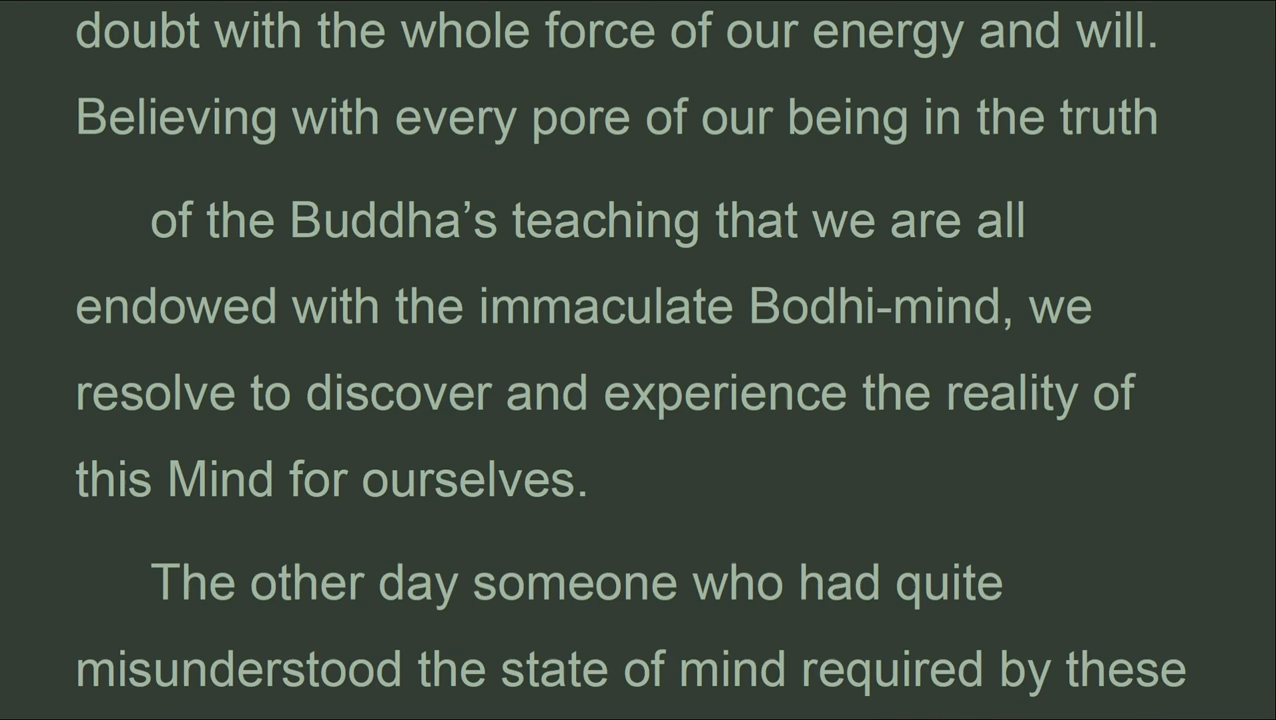 doubt with the whole force of our energy and will.
Believing with every pore of our being in the truth
of the Buddha’s teaching that we are all
endowed with the immaculate Bodhi-mind, we
resolve to discover and experience the reality of
this Mind for ourselves.
The other day someone who had quite
misunderstood the state of mind required by these